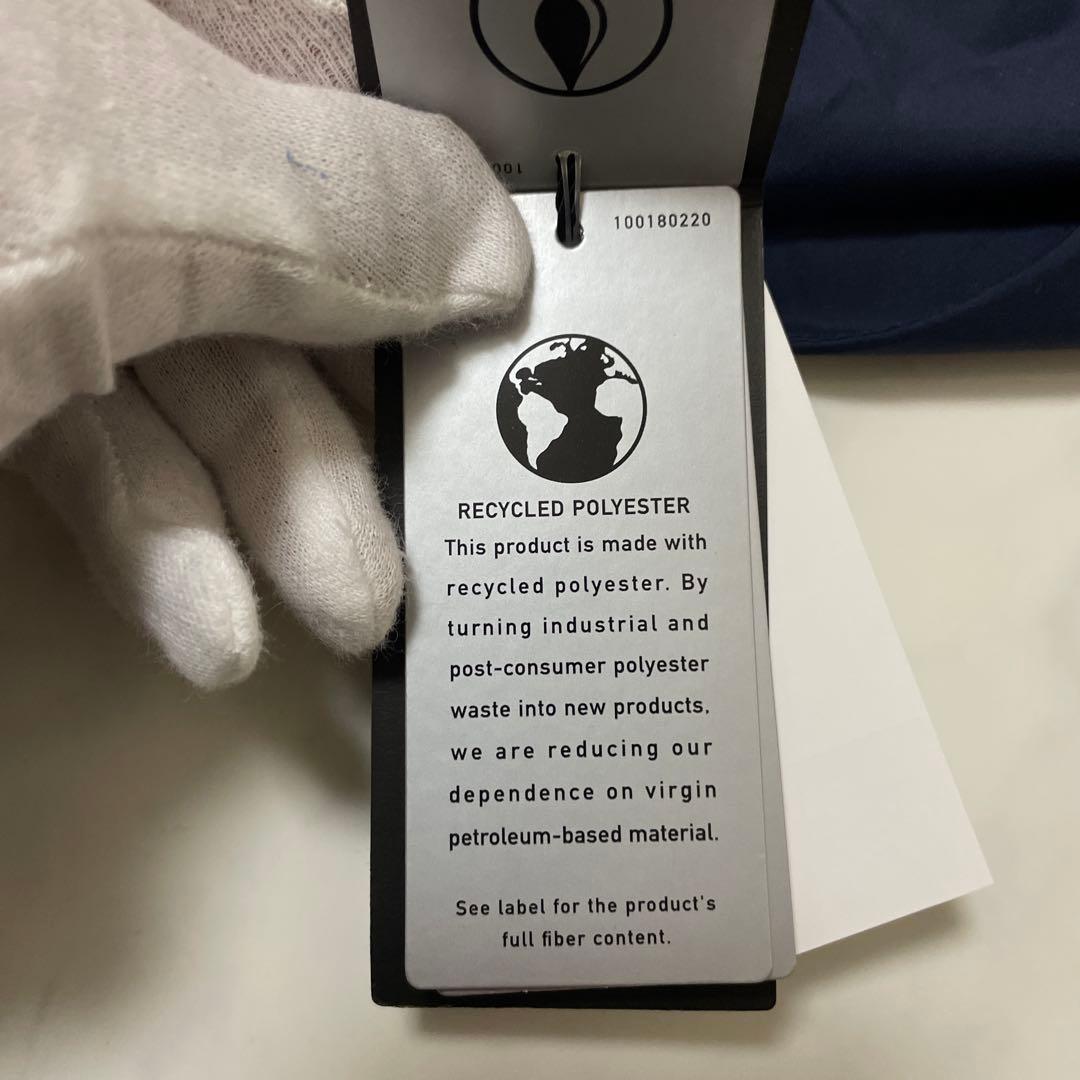 100180220
RECYCLED POLYESTER
This product is made with
recycled polyester. By
turning industrial and
post-consumer polyester
waste into new products,
we are reducing our
dependence on virgin
petroleum-based material.
See label for the product's
full fiber content.